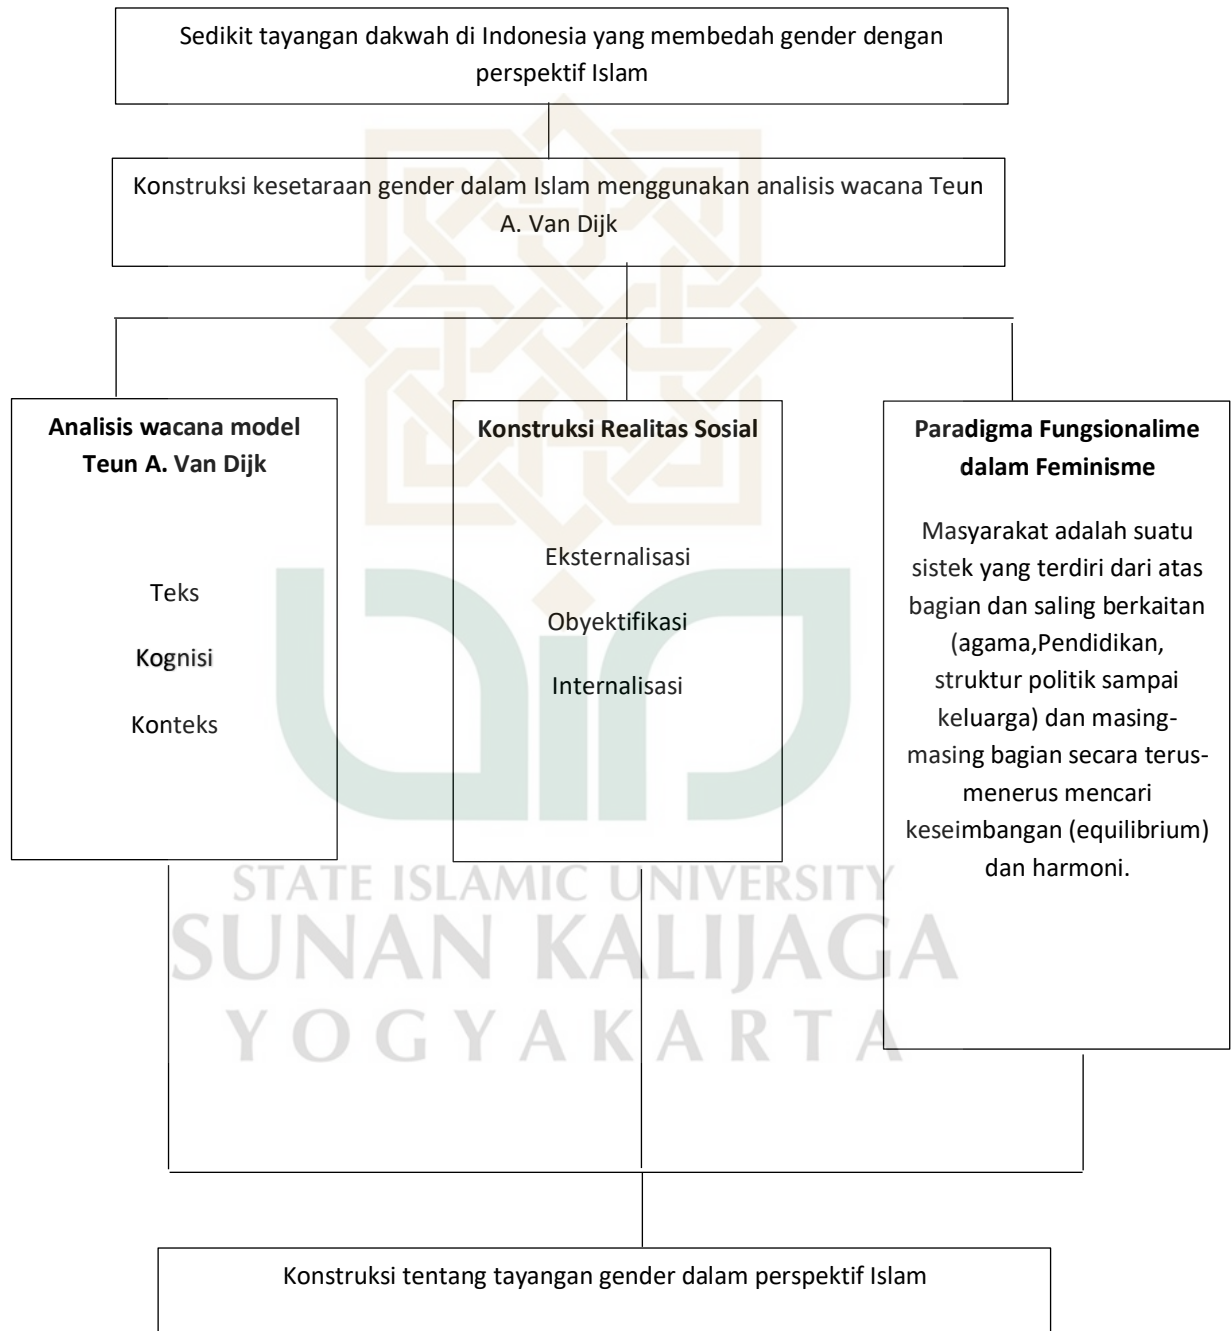 Sedikit tayangan dakwah di Indonesia yang membedah gender dengan
perspektif Islam
Konstruksi kesetaraan gender dalam Islam menggunakan analisis wacana Teun
A. Van Dijk
Analisis wacana model
Teun A. Van Dijk
Teks
Kognisi
Konteks
Konstruksi Realitas Sosial
Eksternalisasi
Obyektifikasi
Internalisasi
Paradigma Fungsionalime
dalam Feminisme
Masyarakat adalah suatu
sistek yang terdiri dari atas
bagian dan saling berkaitan
(agama,Pendidikan,
struktur politik sampai
keluarga) dan masing-
masing bagian secara terus-
menerus mencari
keseimbangan (equilibrium)
dan harmoni.
STATE ISLAMIC UNIVERSITY
SUNAN KALIJAGA
YOGYAKARTA
Konstruksi tentang tayangan gender dalam perspektif Islam